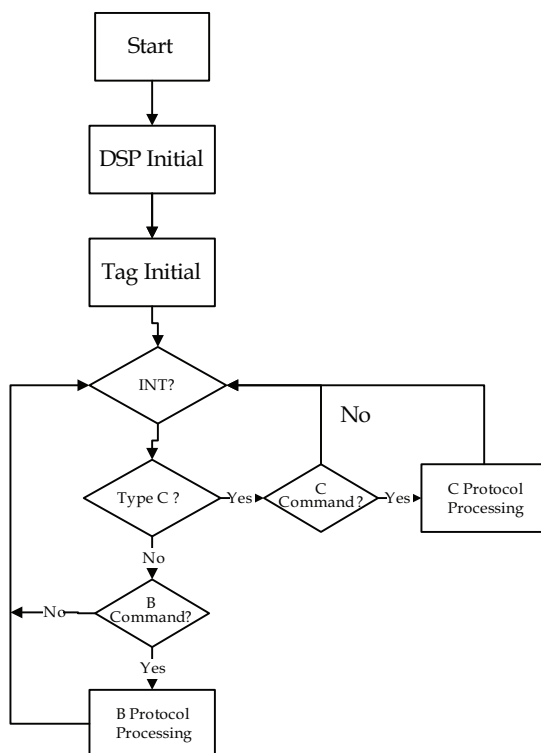 Start
DSP Initial
Tag Initial
INT?
No
Type C ?
Yes
C
Command?
Yes
C Protocol
Processing
No
B
Command?
No
Yes
B Protocol
Processing